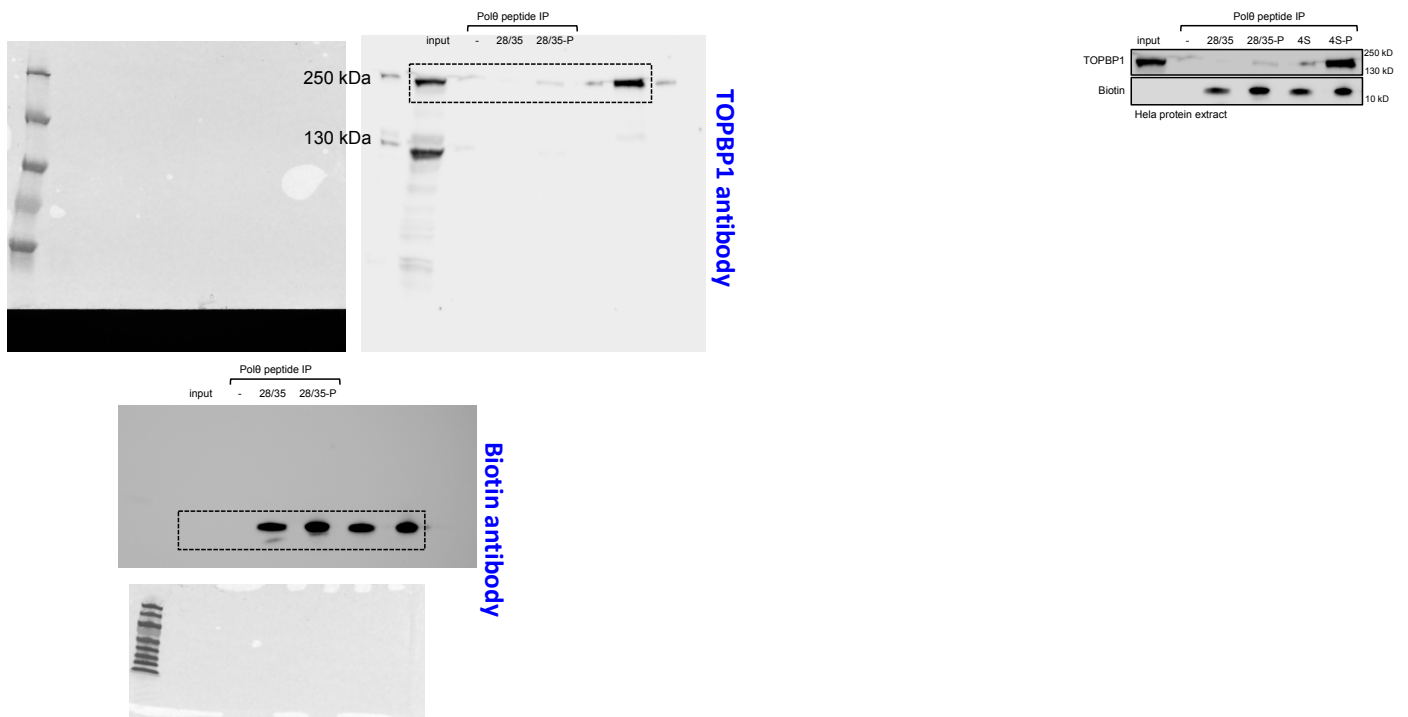 Polθ peptide IP
input - 28/35 28/35-P
250 kDa
130 kDa
TOPBP1 antibody
Polθ peptide IP
input - 28/35 28/35-P
Biotin antibody
Polθ peptide IP
input - 28/35 28/35-P 4S 4S-P
TOPBP1
250 kD
130 kD
Biotin
10 kD
Hela protein extract